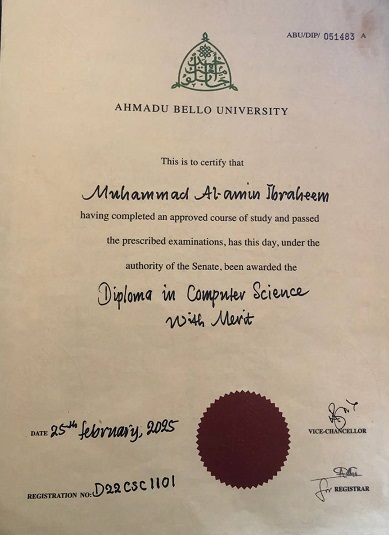 ABU/DIP/ 051483 A
AHMADU BELLO UNIVERSITY
This is to certify that
Muhammad Al-amin Ibraheem
having completed an approved course of study and passed
the prescribed examinations, has this day, under the
authority of the Senate, been awarded the
Diploma in Computer Science
With Merit
DATE 25th february, 2025
VICE-CHANCELLOR
REGISTRATION NO: D22CSC1101
for REGISTRAR